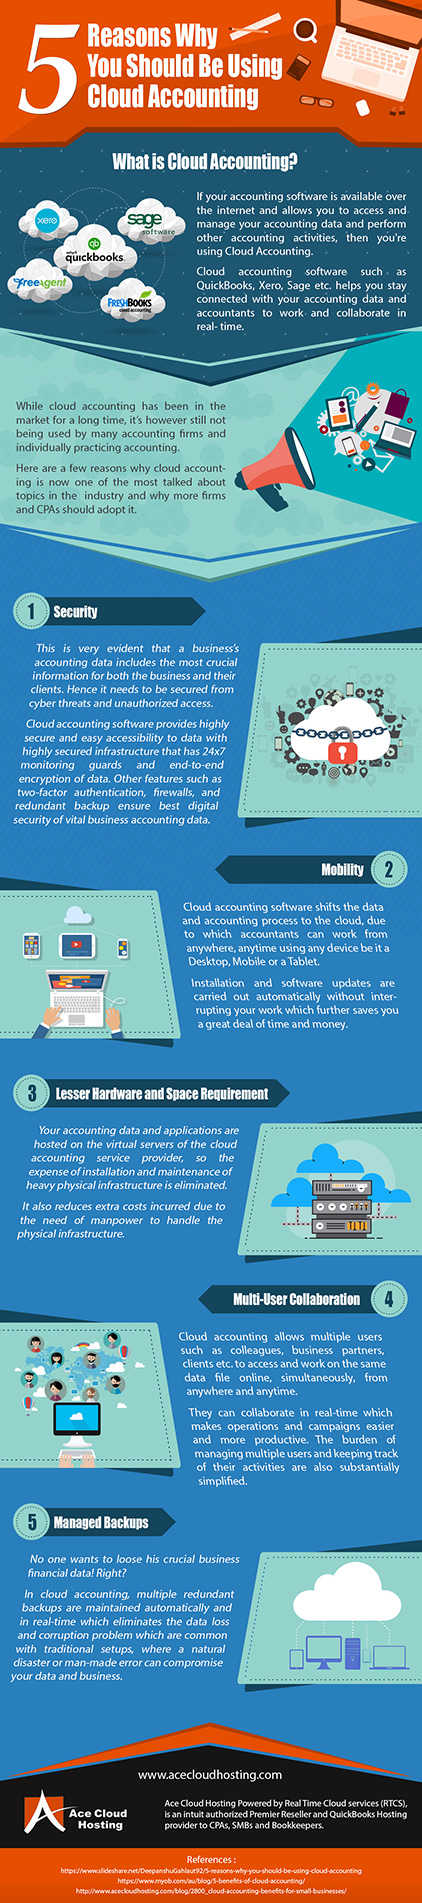 5 Reasons Why
You Should Be Using
Cloud Accounting
What is Cloud Accounting?
xero
sage
software
intuit
quickbooks.
freeagent
FRESHBOOKS
cloud accounting
If your accounting software is available over
the internet and allows you to access and
manage your accounting data and perform
other accounting activities, then you're
using Cloud Accounting.
Cloud accounting software such as
QuickBooks, Xero, Sage etc. helps you stay
connected with your accounting data and
accountants to work and collaborate in
real- time.
While cloud accounting has been in the
market for a long time, it's however still not
being used by many accounting firms and
individually practicing accounting.
Here are a few reasons why cloud account-
ing is now one of the most talked about
topics in the industry and why more firms
and CPAs should adopt it.
1 Security
This is very evident that a business's
accounting data includes the most crucial
information for both the business and their
clients. Hence it needs to be secured from
cyber threats and unauthorized access.
Cloud accounting software provides highly
secure and easy accessibility to data with
highly secured infrastructure that has 24x7
monitoring guards and end-to-end
encryption of data. Other features such as
two-factor authentication, firewalls, and
redundant backup ensure best digital
security of vital business accounting data.
Mobility 2
Cloud accounting software shifts the data
and accounting process to the cloud, due
to which accountants can work from
anywhere, anytime using any device be it a
Desktop, Mobile or a Tablet.
Installation and software updates are
carried out automatically without inter-
rupting your work which further saves you
a great deal of time and money.
3 Lesser Hardware and Space Requirement
Your accounting data and applications are
hosted on the virtual servers of the cloud
accounting service provider, so the
expense of installation and maintenance of
heavy physical infrastructure is eliminated.
It also reduces extra costs incurred due to
the need of manpower to handle the
physical infrastructure.
Multi-User Collaboration 4
Cloud accounting allows multiple users
such as colleagues, business partners,
clients etc. to access and work on the same
data file online, simultaneously, from
anywhere and anytime.
They can collaborate in real-time which
makes operations and campaigns easier
and more productive. The burden of
managing multiple users and keeping track
of their activities are also substantially
simplified.
5 Managed Backups
No one wants to loose his crucial business
financial data! Right?
In cloud accounting, multiple redundant
backups are maintained automatically and
in real-time which eliminates the data loss
and corruption problem which are common
with traditional setups, where a natural
disaster or man-made error can compromise
your data and business.
www.acecloudhosting.com
Ace Cloud
Hosting
Ace Cloud Hosting Powered by Real Time Cloud services (RTCS),
is an intuit authorized Premier Reseller and QuickBooks Hosting
provider to CPAs, SMBs and Bookkeepers.
References :
https://www.slideshare.net/DeepanshuGahlaut92/5-reasons-why-you-should-be-using-cloud-accounting
https://www.myob.com/au/blog/5-benefits-of-cloud-accounting/
http://www.acecloudhosting.com/blog/2800_cloud-accounting-benefits-for-small-businesses/